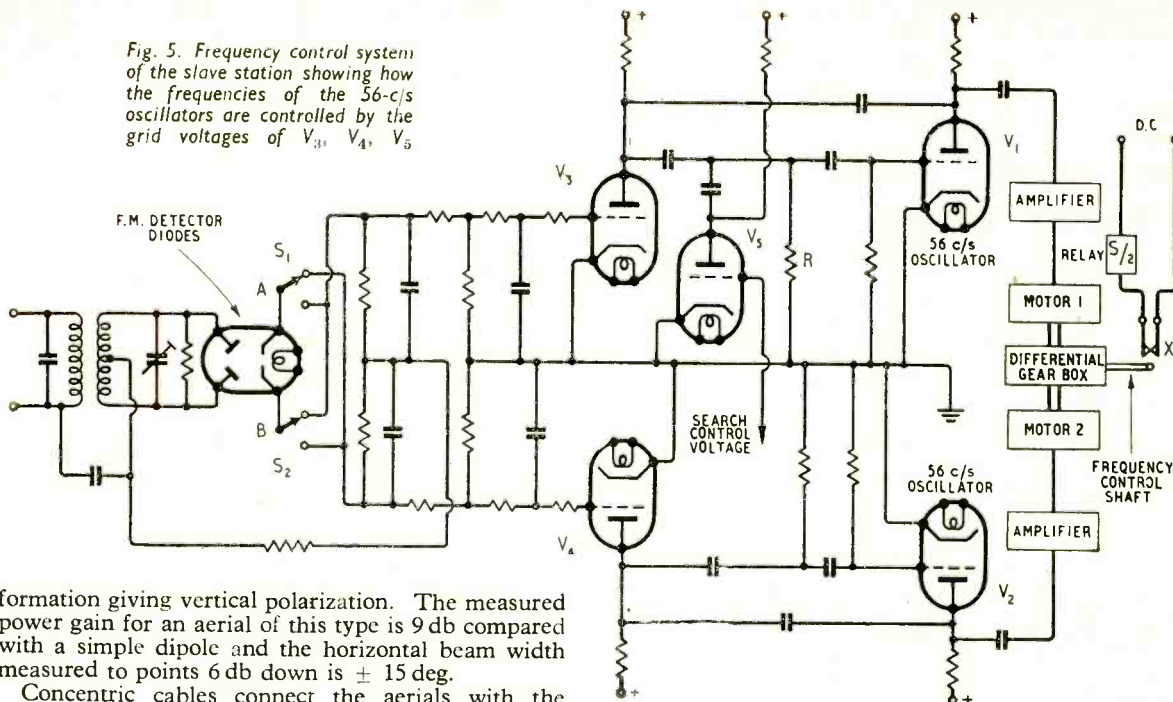 Fig. 5. Frequency control system
of the slave station showing how
the frequencies of the 56-c/s
oscillators are controlled by the
grid voltages of V₃, V₄, V₅
F.M. DETECTOR
DIODES
S₁
A
B
S₂
+
+
+
V₃
V₅
V₁
R
56 c/s
OSCILLATOR
D.C
AMPLIFIER
RELAY
S/2
MOTOR 1
X
DIFFERENTIAL
GEAR BOX
MOTOR 2
SEARCH
CONTROL
VOLTAGE
FREQUENCY
CONTROL
SHAFT
56 c/s
OSCILLATOR
AMPLIFIER
V₄
V₂
+
+
formation giving vertical polarization. The measured
power gain for an aerial of this type is 9 db compared
with a simple dipole and the horizontal beam width
measured to points 6 db down is ± 15 deg.
Concentric cables connect the aerials with the